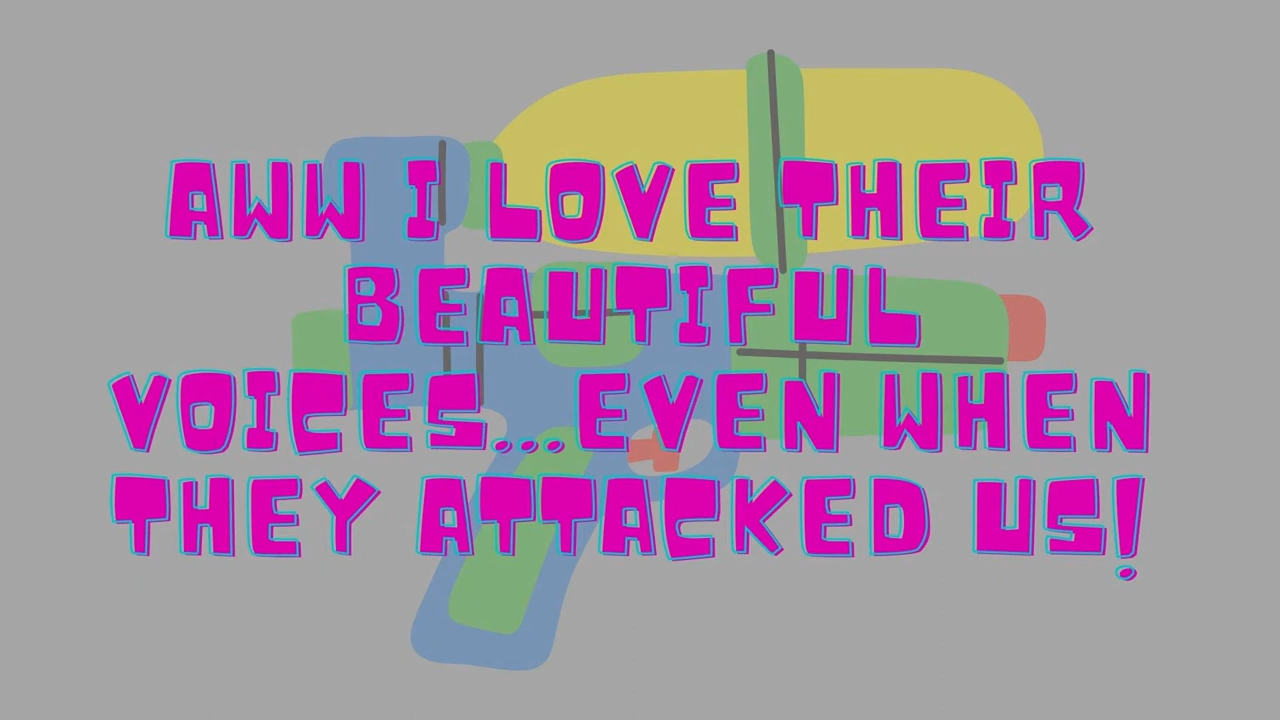 AWW I LOVE THEIR
BEAUTIFUL
VOICES...EVEN WHEN
THEY ATTACKED US!